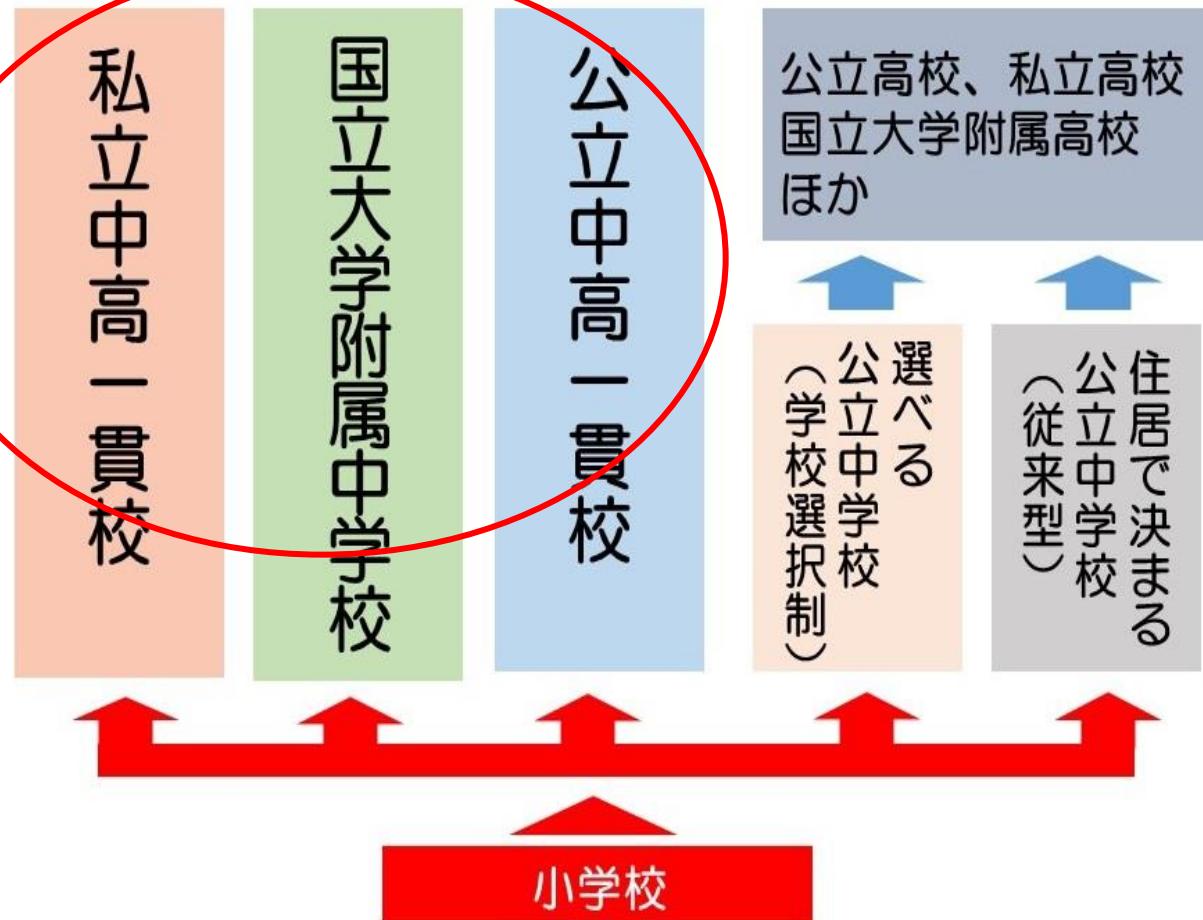 私立中高一貫校
国立大学附属中学校
公立中高一貫校
公立高校、私立高校
国立大学附属高校
ほか
選べる
公立中学校
（学校選択制）
住居で決まる
公立中学校
（従来型）
小学校